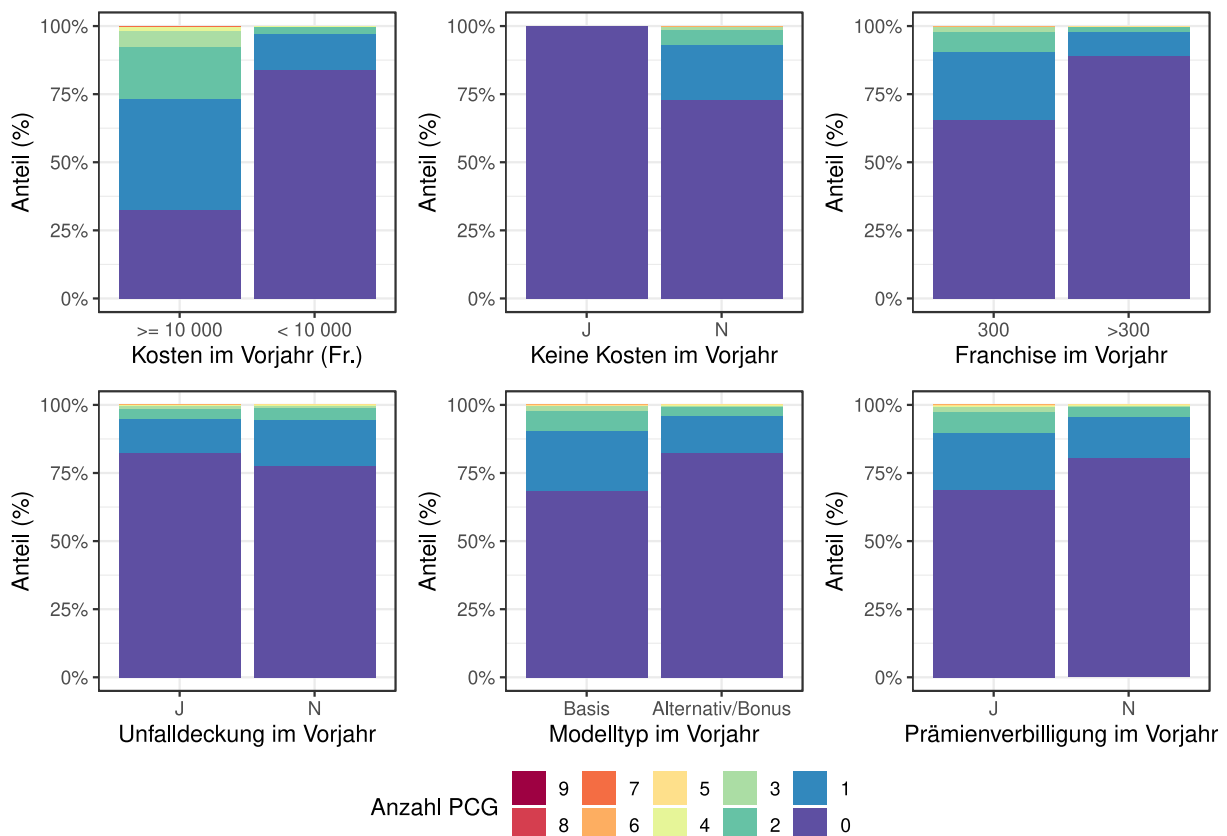 Anteil (%)
100%
75%
50%
25%
0%
>= 10 000
< 10 000
Kosten im Vorjahr (Fr.)
Anteil (%)
100%
75%
50%
25%
0%
J
N
Keine Kosten im Vorjahr
Anteil (%)
100%
75%
50%
25%
0%
300
>300
Franchise im Vorjahr
Anteil (%)
100%
75%
50%
25%
0%
J
N
Unfalldeckung im Vorjahr
Anteil (%)
100%
75%
50%
25%
0%
Basis
Alternativ/Bonus
Modelltyp im Vorjahr
Anteil (%)
100%
75%
50%
25%
0%
J
N
Prämienverbilligung im Vorjahr
Anzahl PCG
9 7 5 3 1
8 6 4 2 0